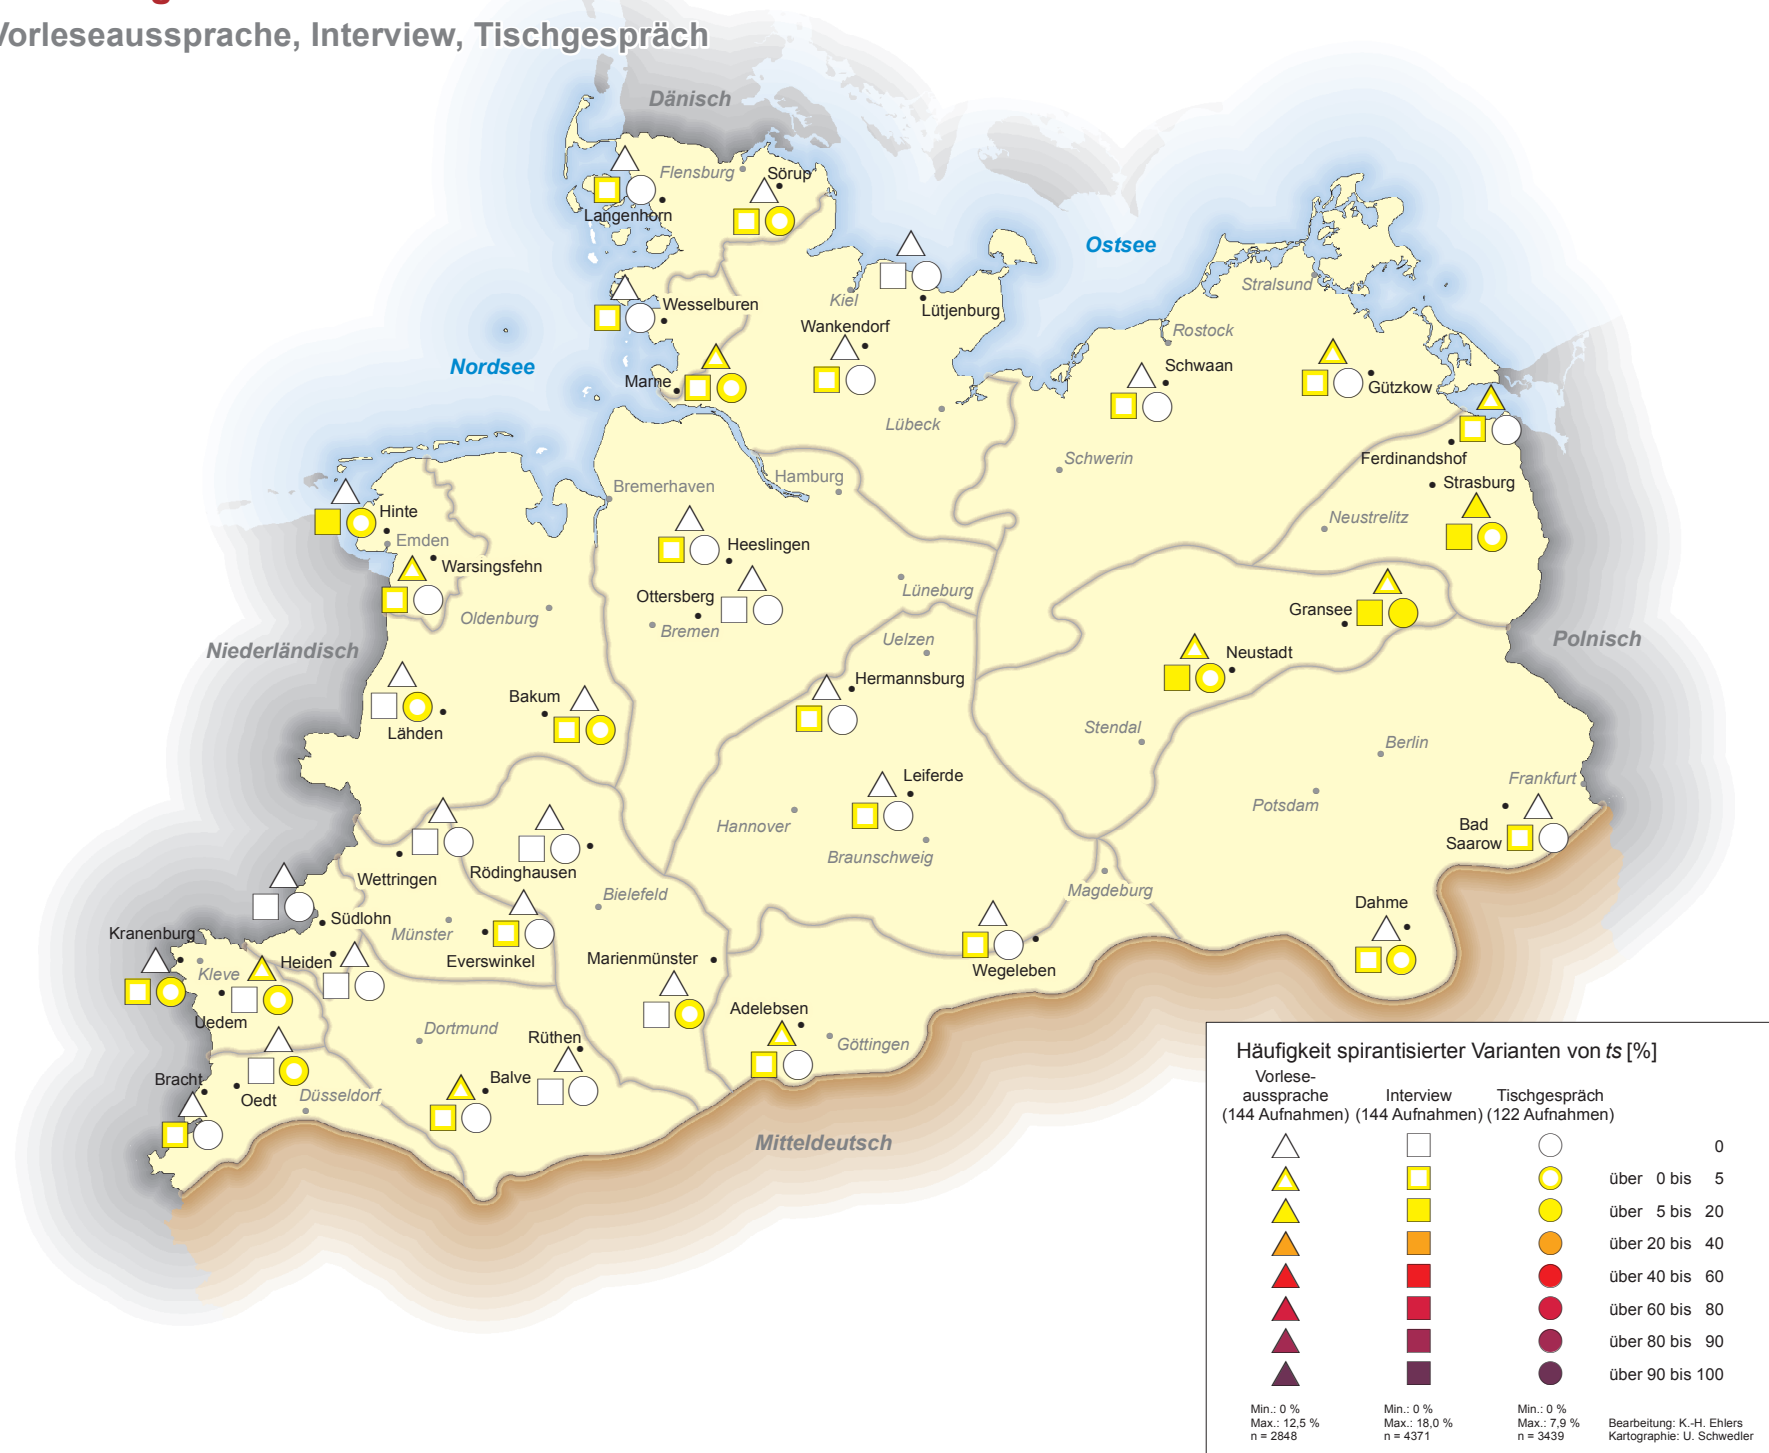 Vorleseaussprache, Interview, Tischgespräch
Dänisch
Flensburg
Sörup
Langenhorn
Ostsee
Stralsund
Kiel
Lütjenburg
Wesselburen
Wankendorf
Rostock
Nordsee
Schwaan
Marne
Gützkow
Lübeck
Ferdinandshof
Schwerin
Hamburg
Bremerhaven
Strasburg
Hinte
Neustrelitz
Emden
Heeslingen
Warsingsfehn
Lüneburg
Ottersberg
Gransee
Oldenburg
Bremen
Uelzen
Polnisch
Niederländisch
Neustadt
Hermannsburg
Bakum
Stendal
Lähden
Berlin
Leiferde
Frankfurt
Potsdam
Hannover
Bad
Saarow
Braunschweig
Rödinghausen
Wettringen
Magdeburg
Bielefeld
Dahme
Südlohn
Kranenburg
Münster
Everswinkel
Marienmünster
Heiden
Kleve
Wegeleben
Adelebsen
Uedem
Dortmund
Rüthen
Göttingen
Balve
Bracht
Oedt
Düsseldorf
Mitteldeutsch
Häufigkeit spirantisierter Varianten von ts [%]
Vorlese-
aussprache Interview Tischgespräch
(144 Aufnahmen) (144 Aufnahmen) (122 Aufnahmen)
0
über 0 bis 5
über 5 bis 20
über 20 bis 40
über 40 bis 60
über 60 bis 80
über 80 bis 90
über 90 bis 100
Min.: 0 % Min.: 0 % Min.: 0 %
Max.: 12,5 % Max.: 18,0 % Max.: 7,9 % Bearbeitung: K.-H. Ehlers
n = 2848 n = 4371 n = 3439 Kartographie: U. Schwedler